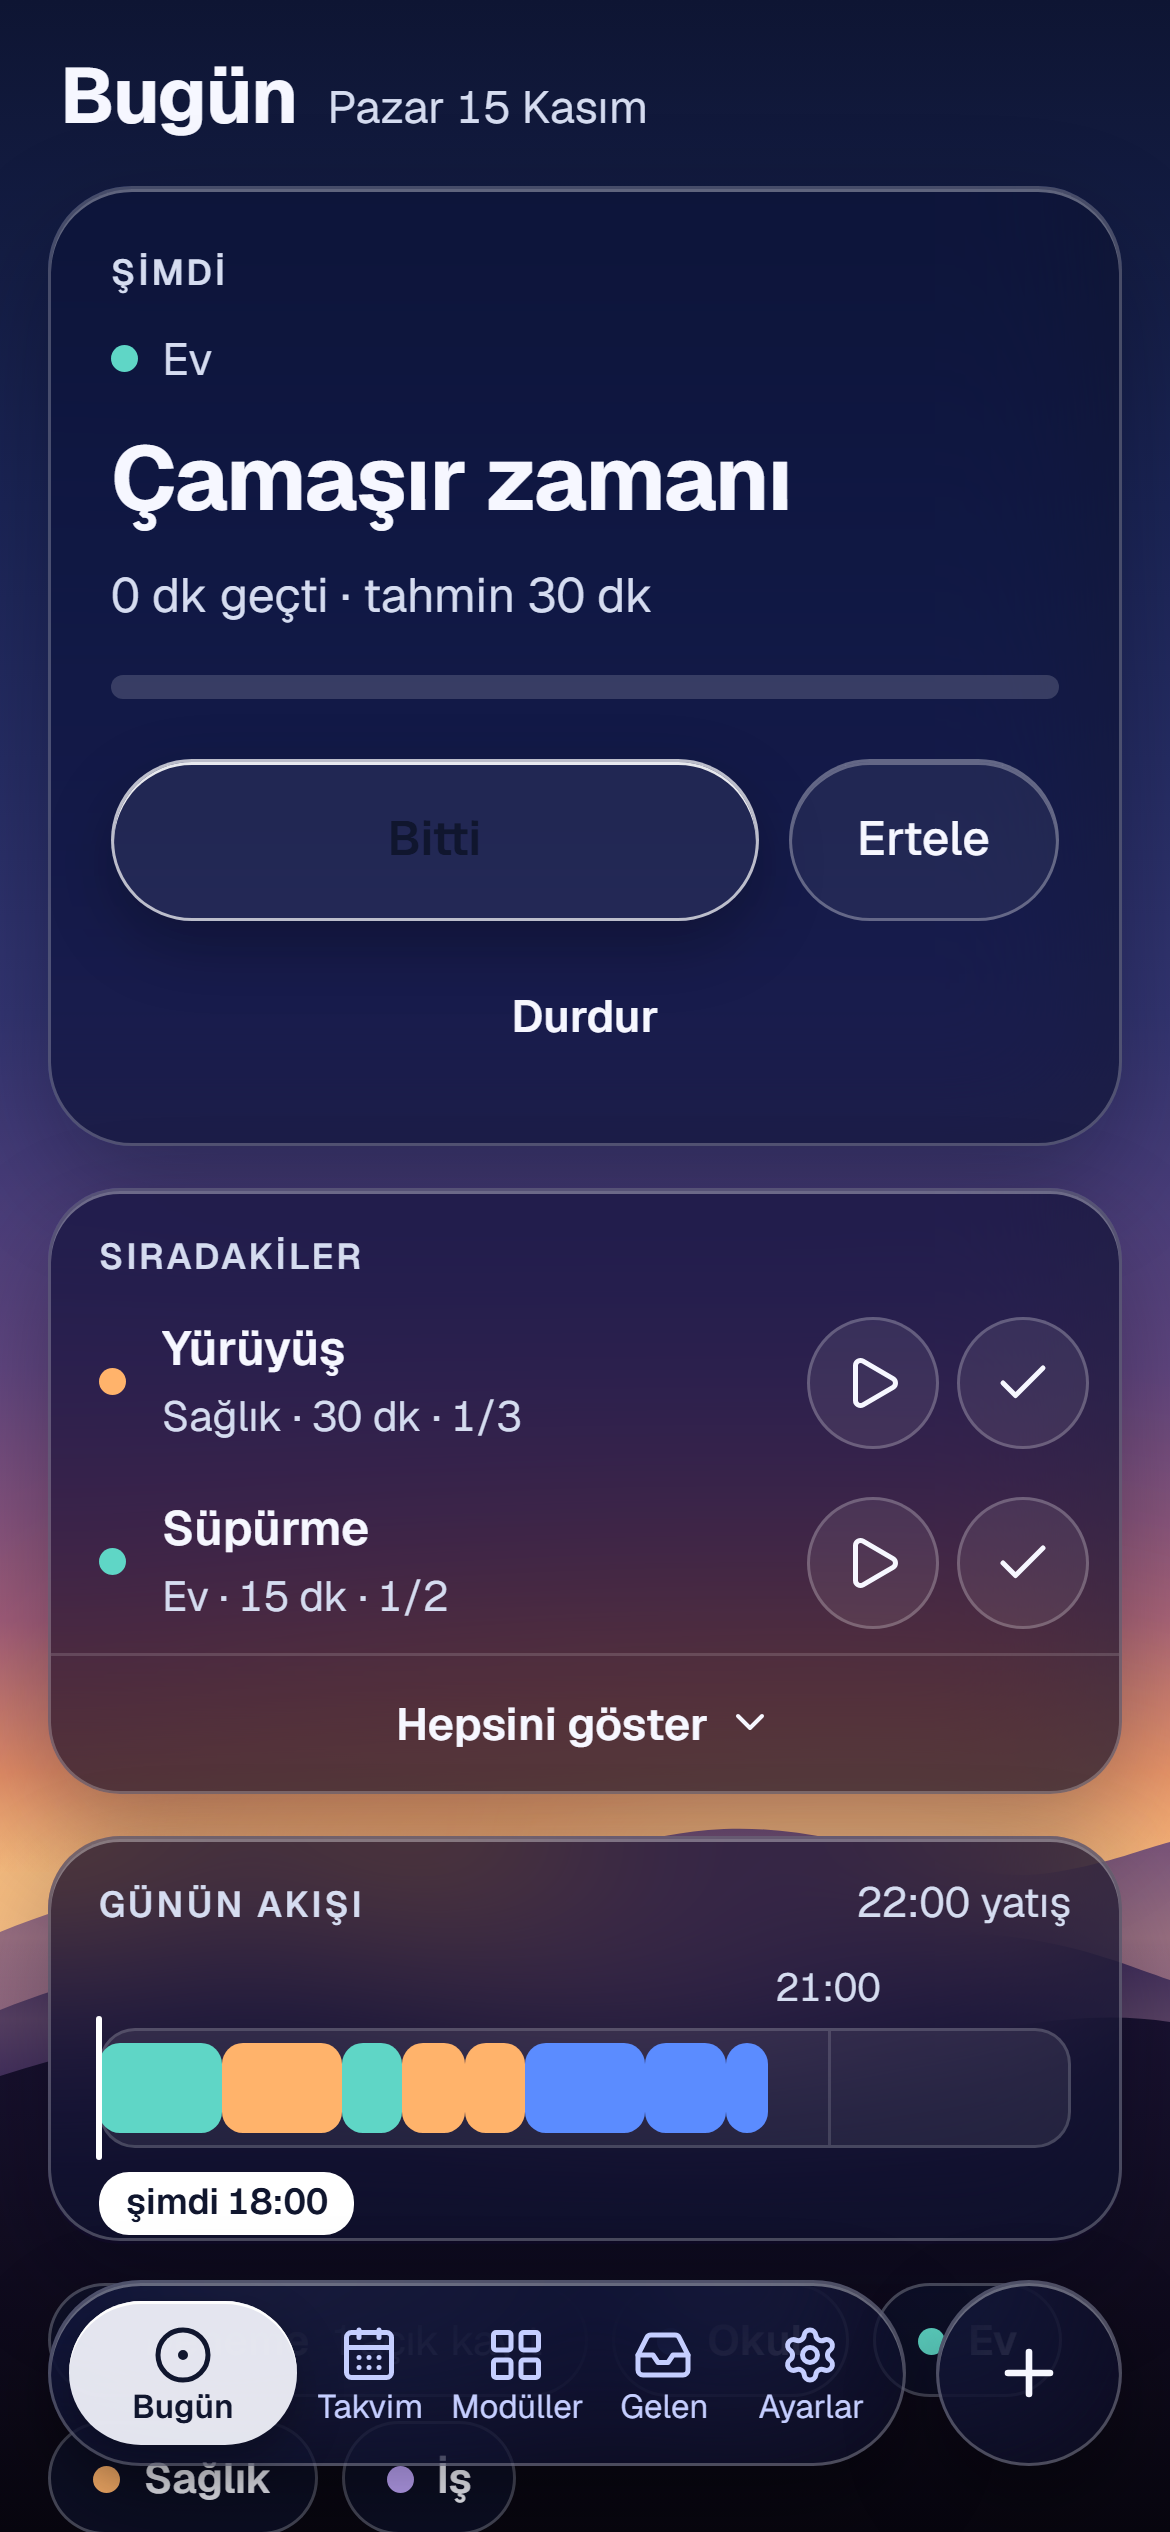 Bugün Pazar 15 Kasım
ŞİMDİ
Ev
Çamaşır zamanı
0 dk geçti · tahmin 30 dk
Bitti
Ertele
Durdur
SIRADAKİLER
Yürüyüş
Sağlık · 30 dk · 1/3
Süpürme
Ev · 15 dk · 1/2
Hepsini göster
GÜNÜN AKIŞI
22:00 yatış
21:00
şimdi 18:00
Ev
Bugün
Takvim
Modüller
Gelen
Ayarlar
Sağlık
İş